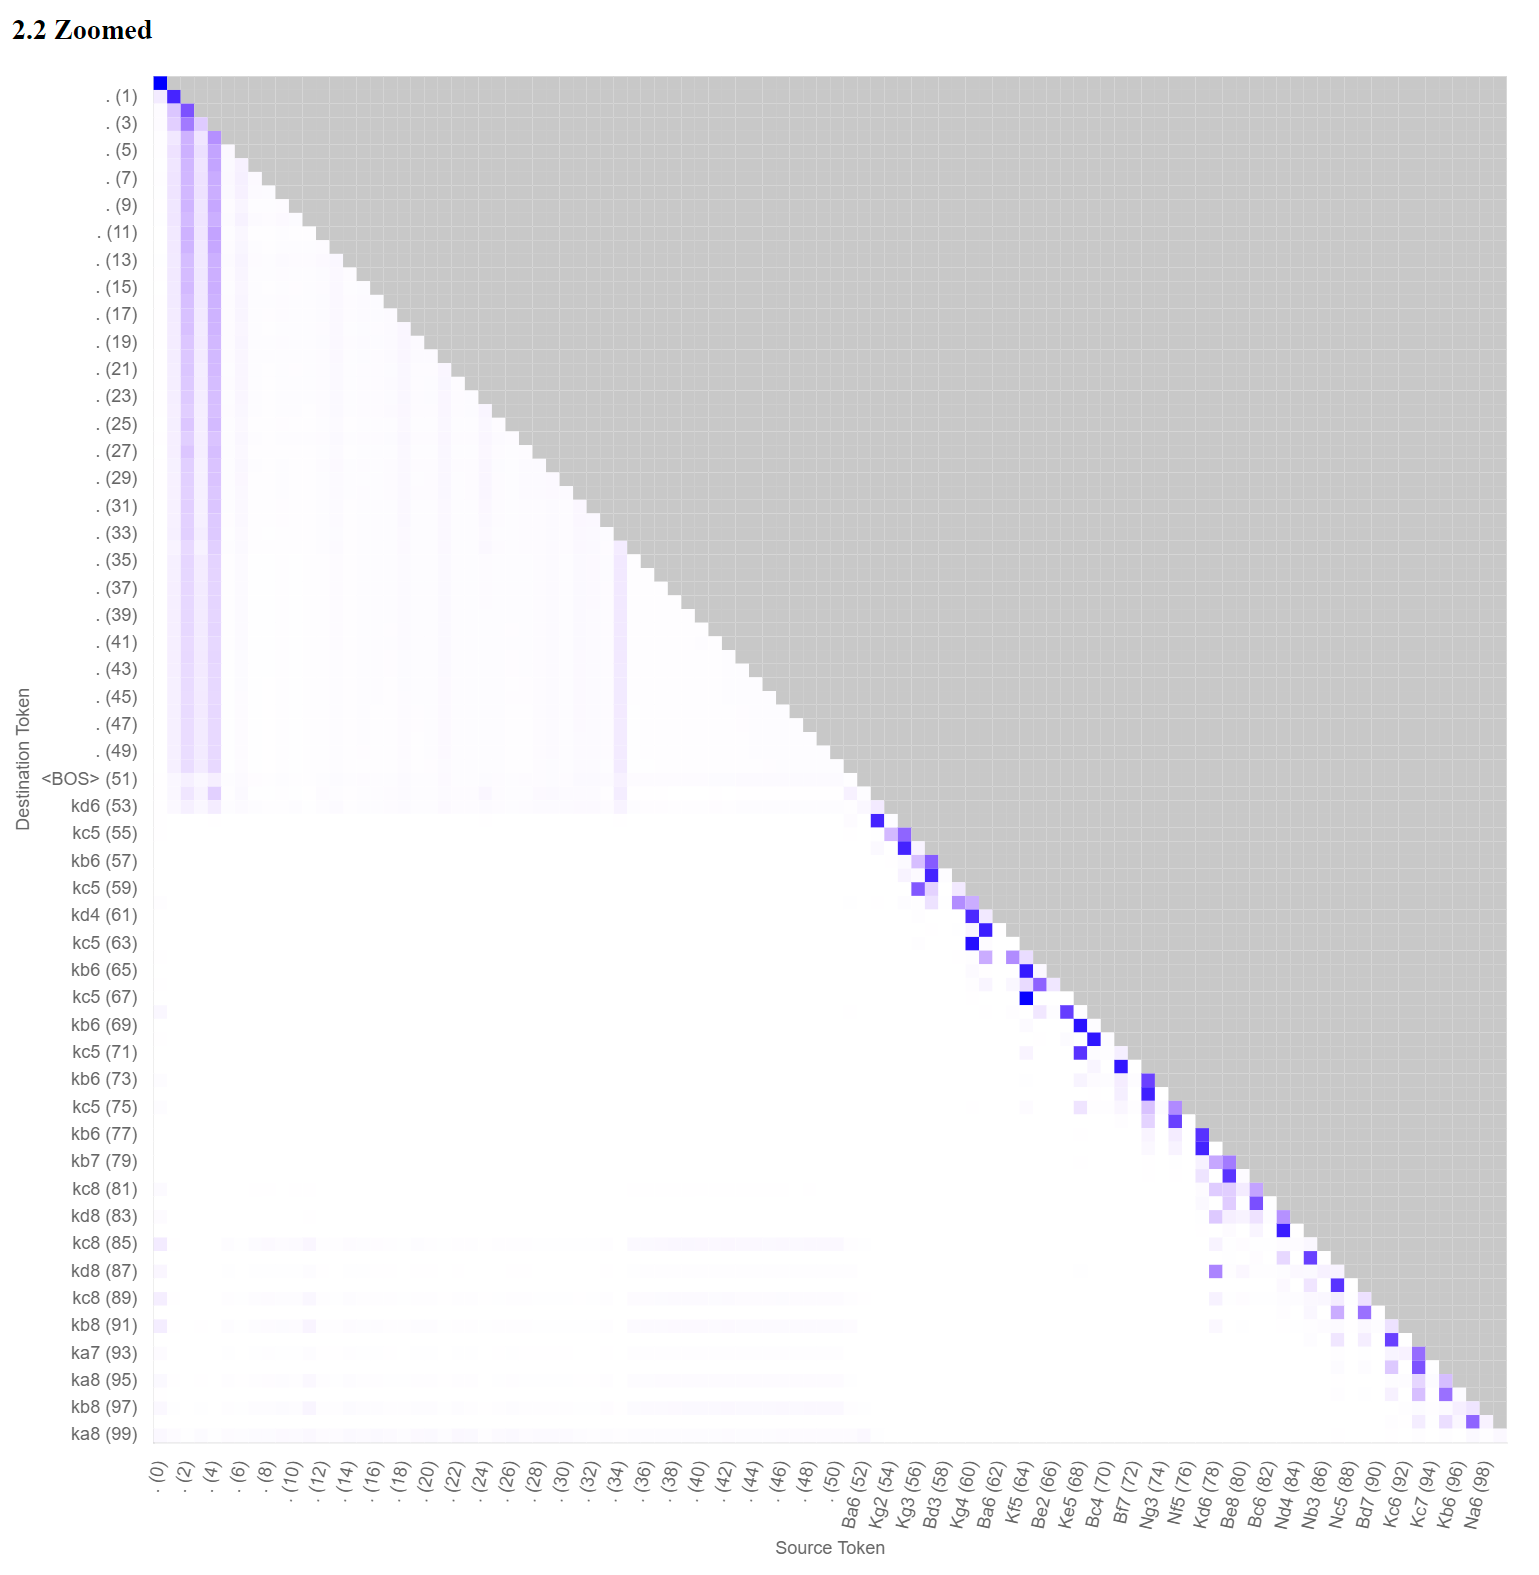 2.2 Zoomed
. (1)
. (3)
. (5)
. (7)
. (9)
. (11)
. (13)
. (15)
. (17)
. (19)
. (21)
. (23)
. (25)
. (27)
. (29)
. (31)
. (33)
. (35)
. (37)
. (39)
. (41)
. (43)
. (45)
. (47)
. (49)
<BOS> (51)
kd6 (53)
kc5 (55)
kb6 (57)
kc5 (59)
kd4 (61)
kc5 (63)
kb6 (65)
kc5 (67)
kb6 (69)
kc5 (71)
kb6 (73)
kc5 (75)
kb6 (77)
kb7 (79)
kc8 (81)
kd8 (83)
kc8 (85)
kd8 (87)
kc8 (89)
kb8 (91)
ka7 (93)
ka8 (95)
kb8 (97)
ka8 (99)
Destination Token
. (0)
. (2)
. (4)
. (6)
. (8)
. (10)
. (12)
. (14)
. (16)
. (18)
. (20)
. (22)
. (24)
. (26)
. (28)
. (30)
. (32)
. (34)
. (36)
. (38)
. (40)
. (42)
. (44)
. (46)
. (48)
. (50)
Ba6 (52)
Kg2 (54)
Kg3 (56)
Bd3 (58)
Kg4 (60)
Ba6 (62)
Kf5 (64)
Be2 (66)
Ke5 (68)
Bc4 (70)
Bf7 (72)
Ng3 (74)
Nf5 (76)
Kd6 (78)
Be8 (80)
Bc6 (82)
Nd4 (84)
Nb3 (86)
Nc5 (88)
Bd7 (90)
Kc6 (92)
Kc7 (94)
Kb6 (96)
Na6 (98)
Source Token